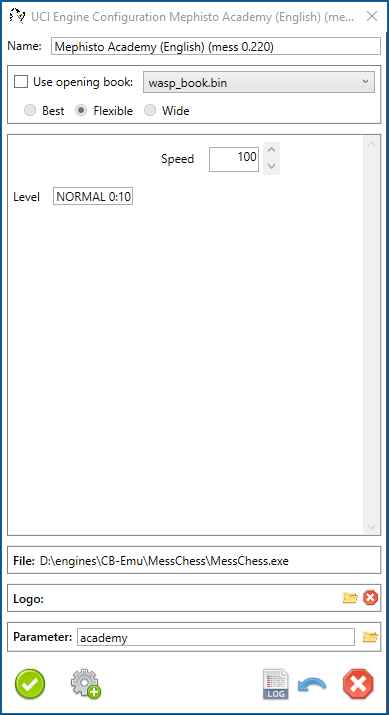 UCI Engine Configuration Mephisto Academy (English) (me...
Name: Mephisto Academy (English) (mess 0.220)
Use opening book: wasp_book.bin
Best Flexible Wide
Speed 100
Level NORMAL 0:10
File: D:\engines\CB-Emu\MessChess\MessChess.exe
Logo:
Parameter: academy
LOG